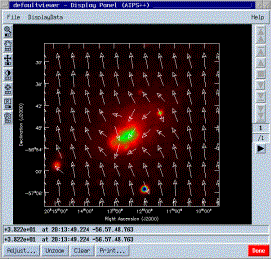 defaultviewer - Display Panel (AIPS++)
File DisplayData Help
Declination (J2000)
Right Ascension (J2000)
1
/1
+3.822e+01 at 20:13:49.224 -56.57.48.763
+3.822e+01 at 20:13:49.224 -56.57.48.763
Adjust... Unzoom Clear Print... Done